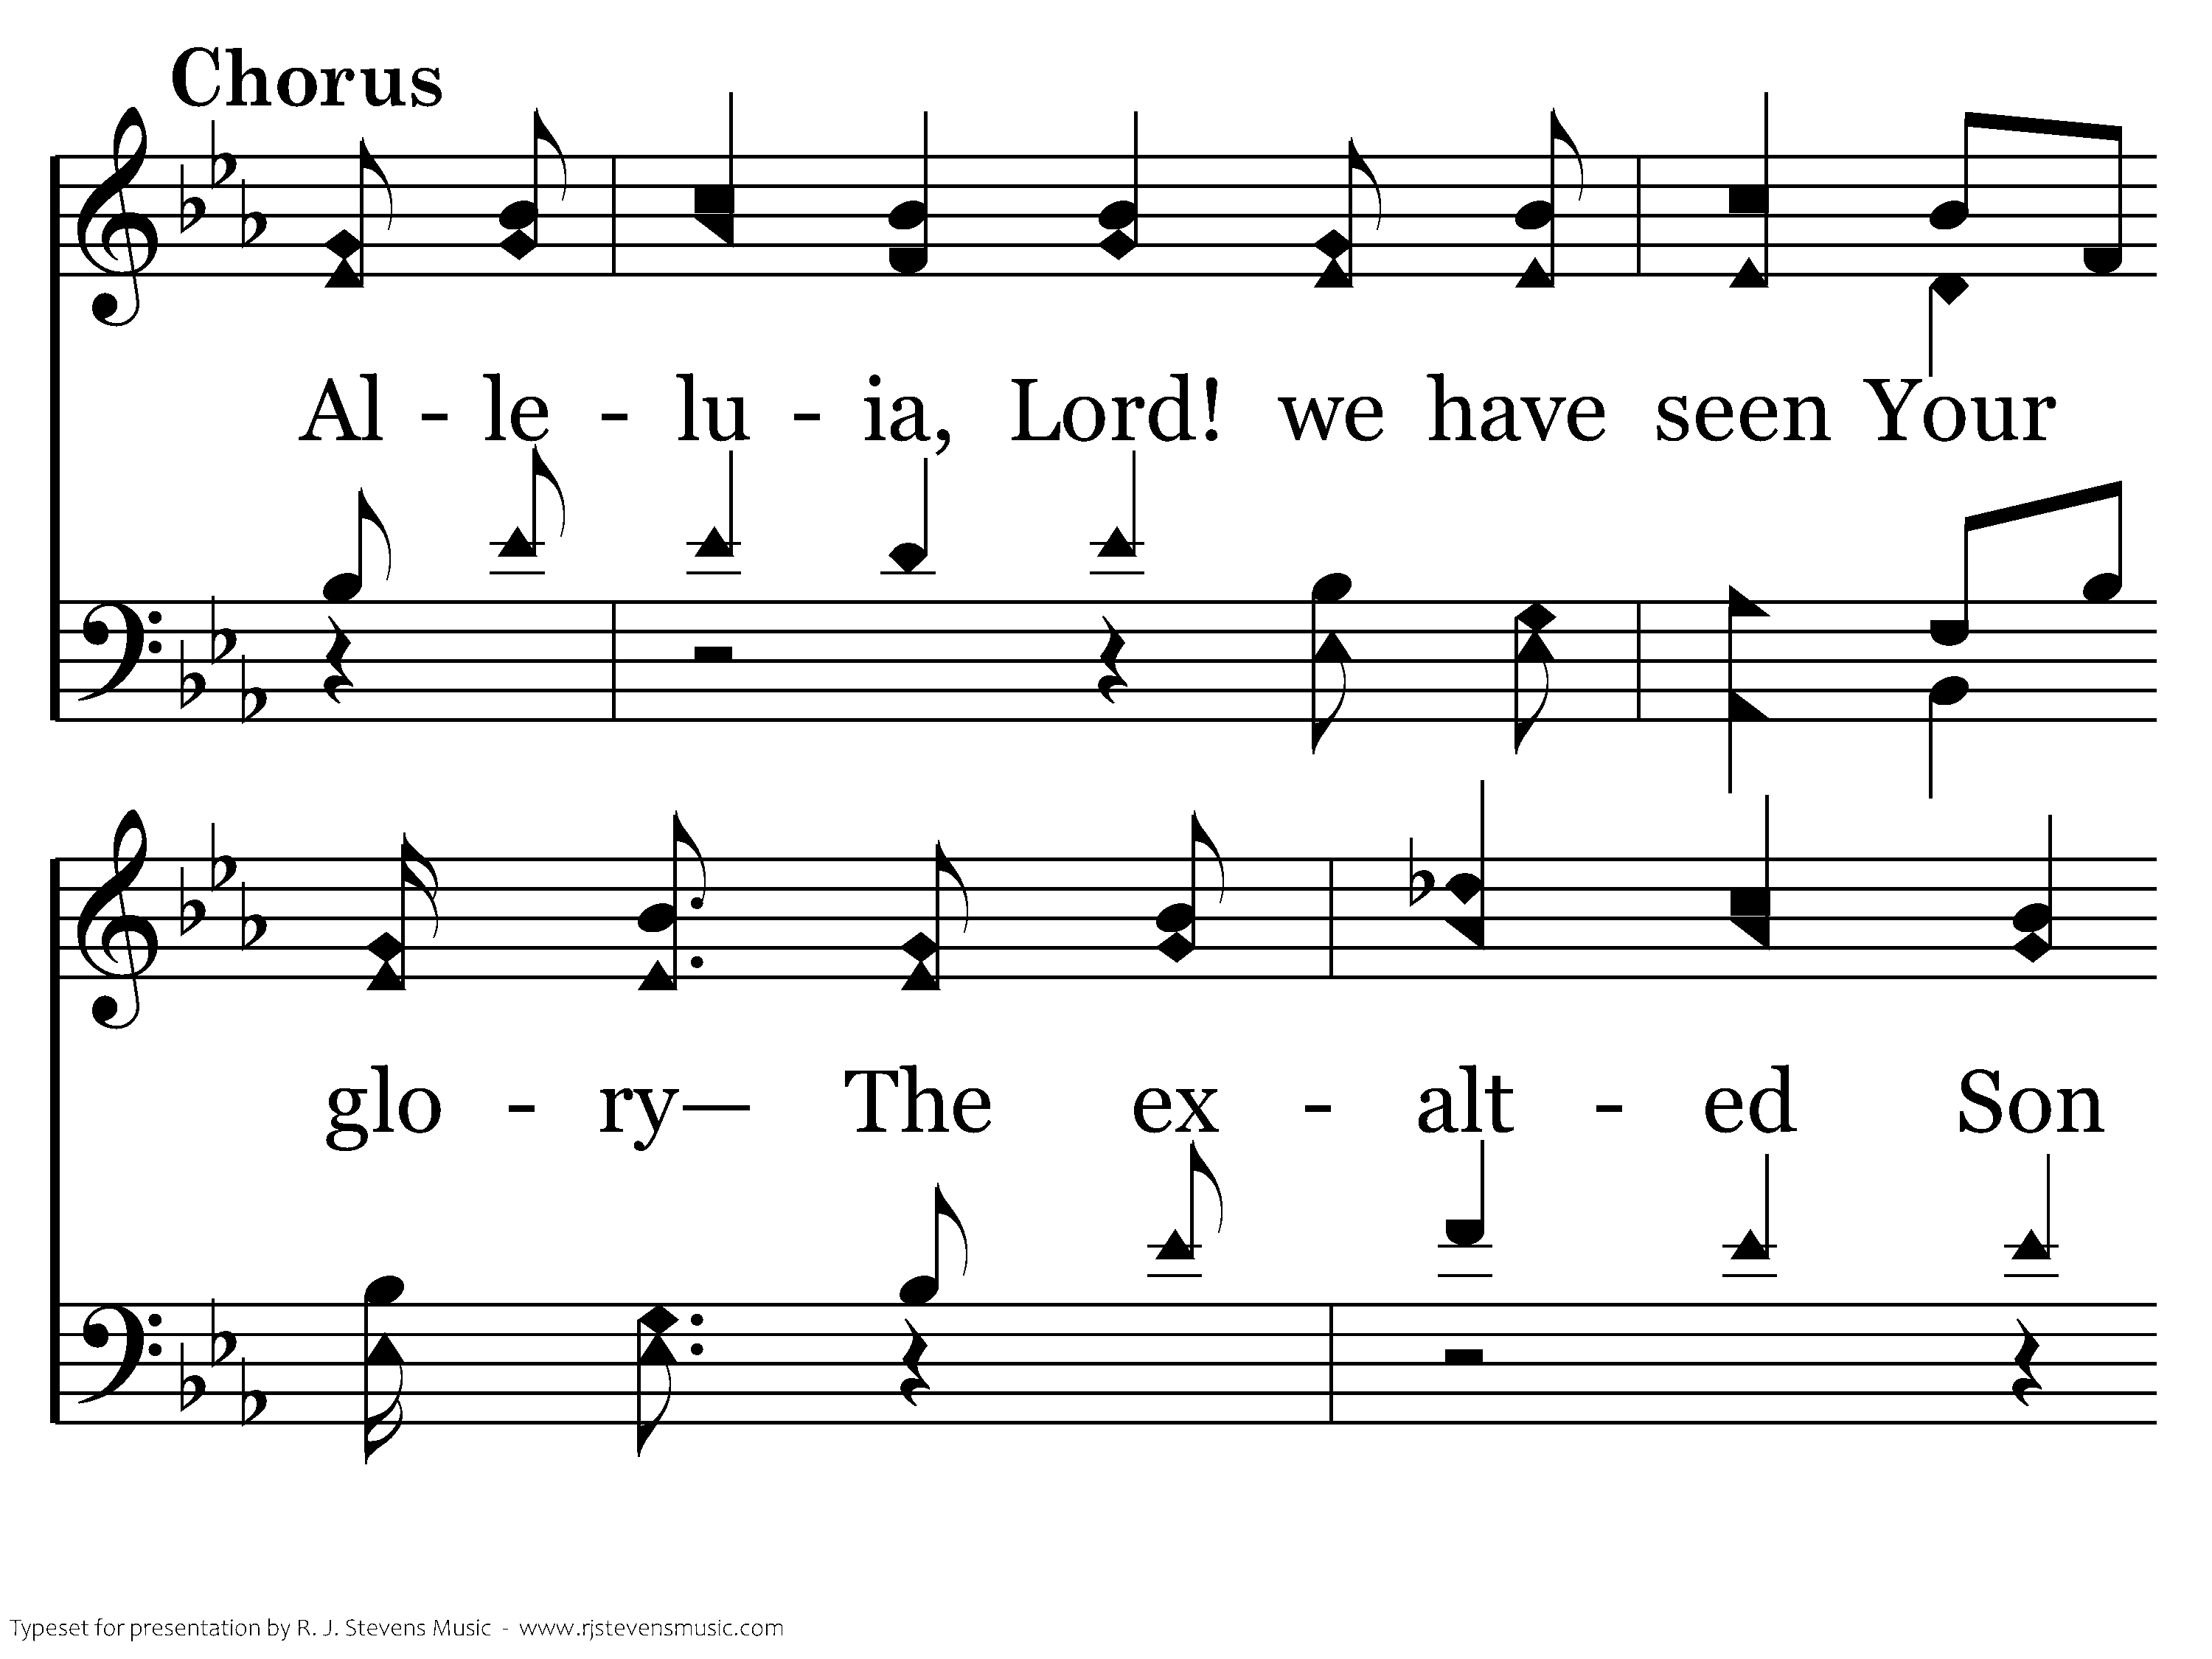 Chorus
Al - le - lu - ia, Lord! we have seen Your
glo - ry— The ex - alt - ed Son
Typeset for presentation by R. J. Stevens Music - www.rjstevensmusic.com